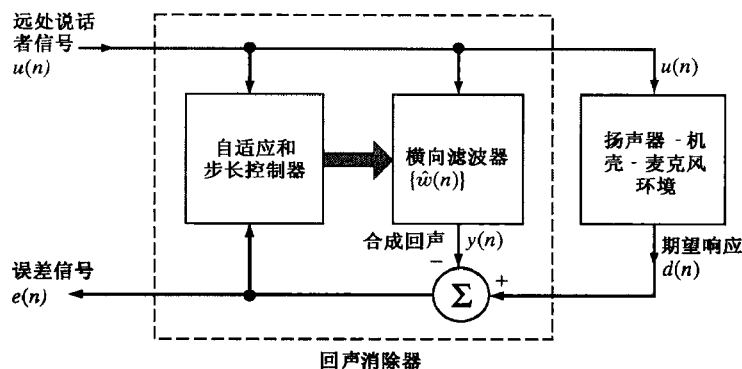 远处说话
者信号
u(n)
u(n)
自适应和
步长控制器
横向滤波器
{ŵ(n)}
扬声器 - 机
壳 - 麦克风
环境
合成回声
y(n)
期望响应
d(n)
误差信号
e(n)
−
+
Σ
回声消除器